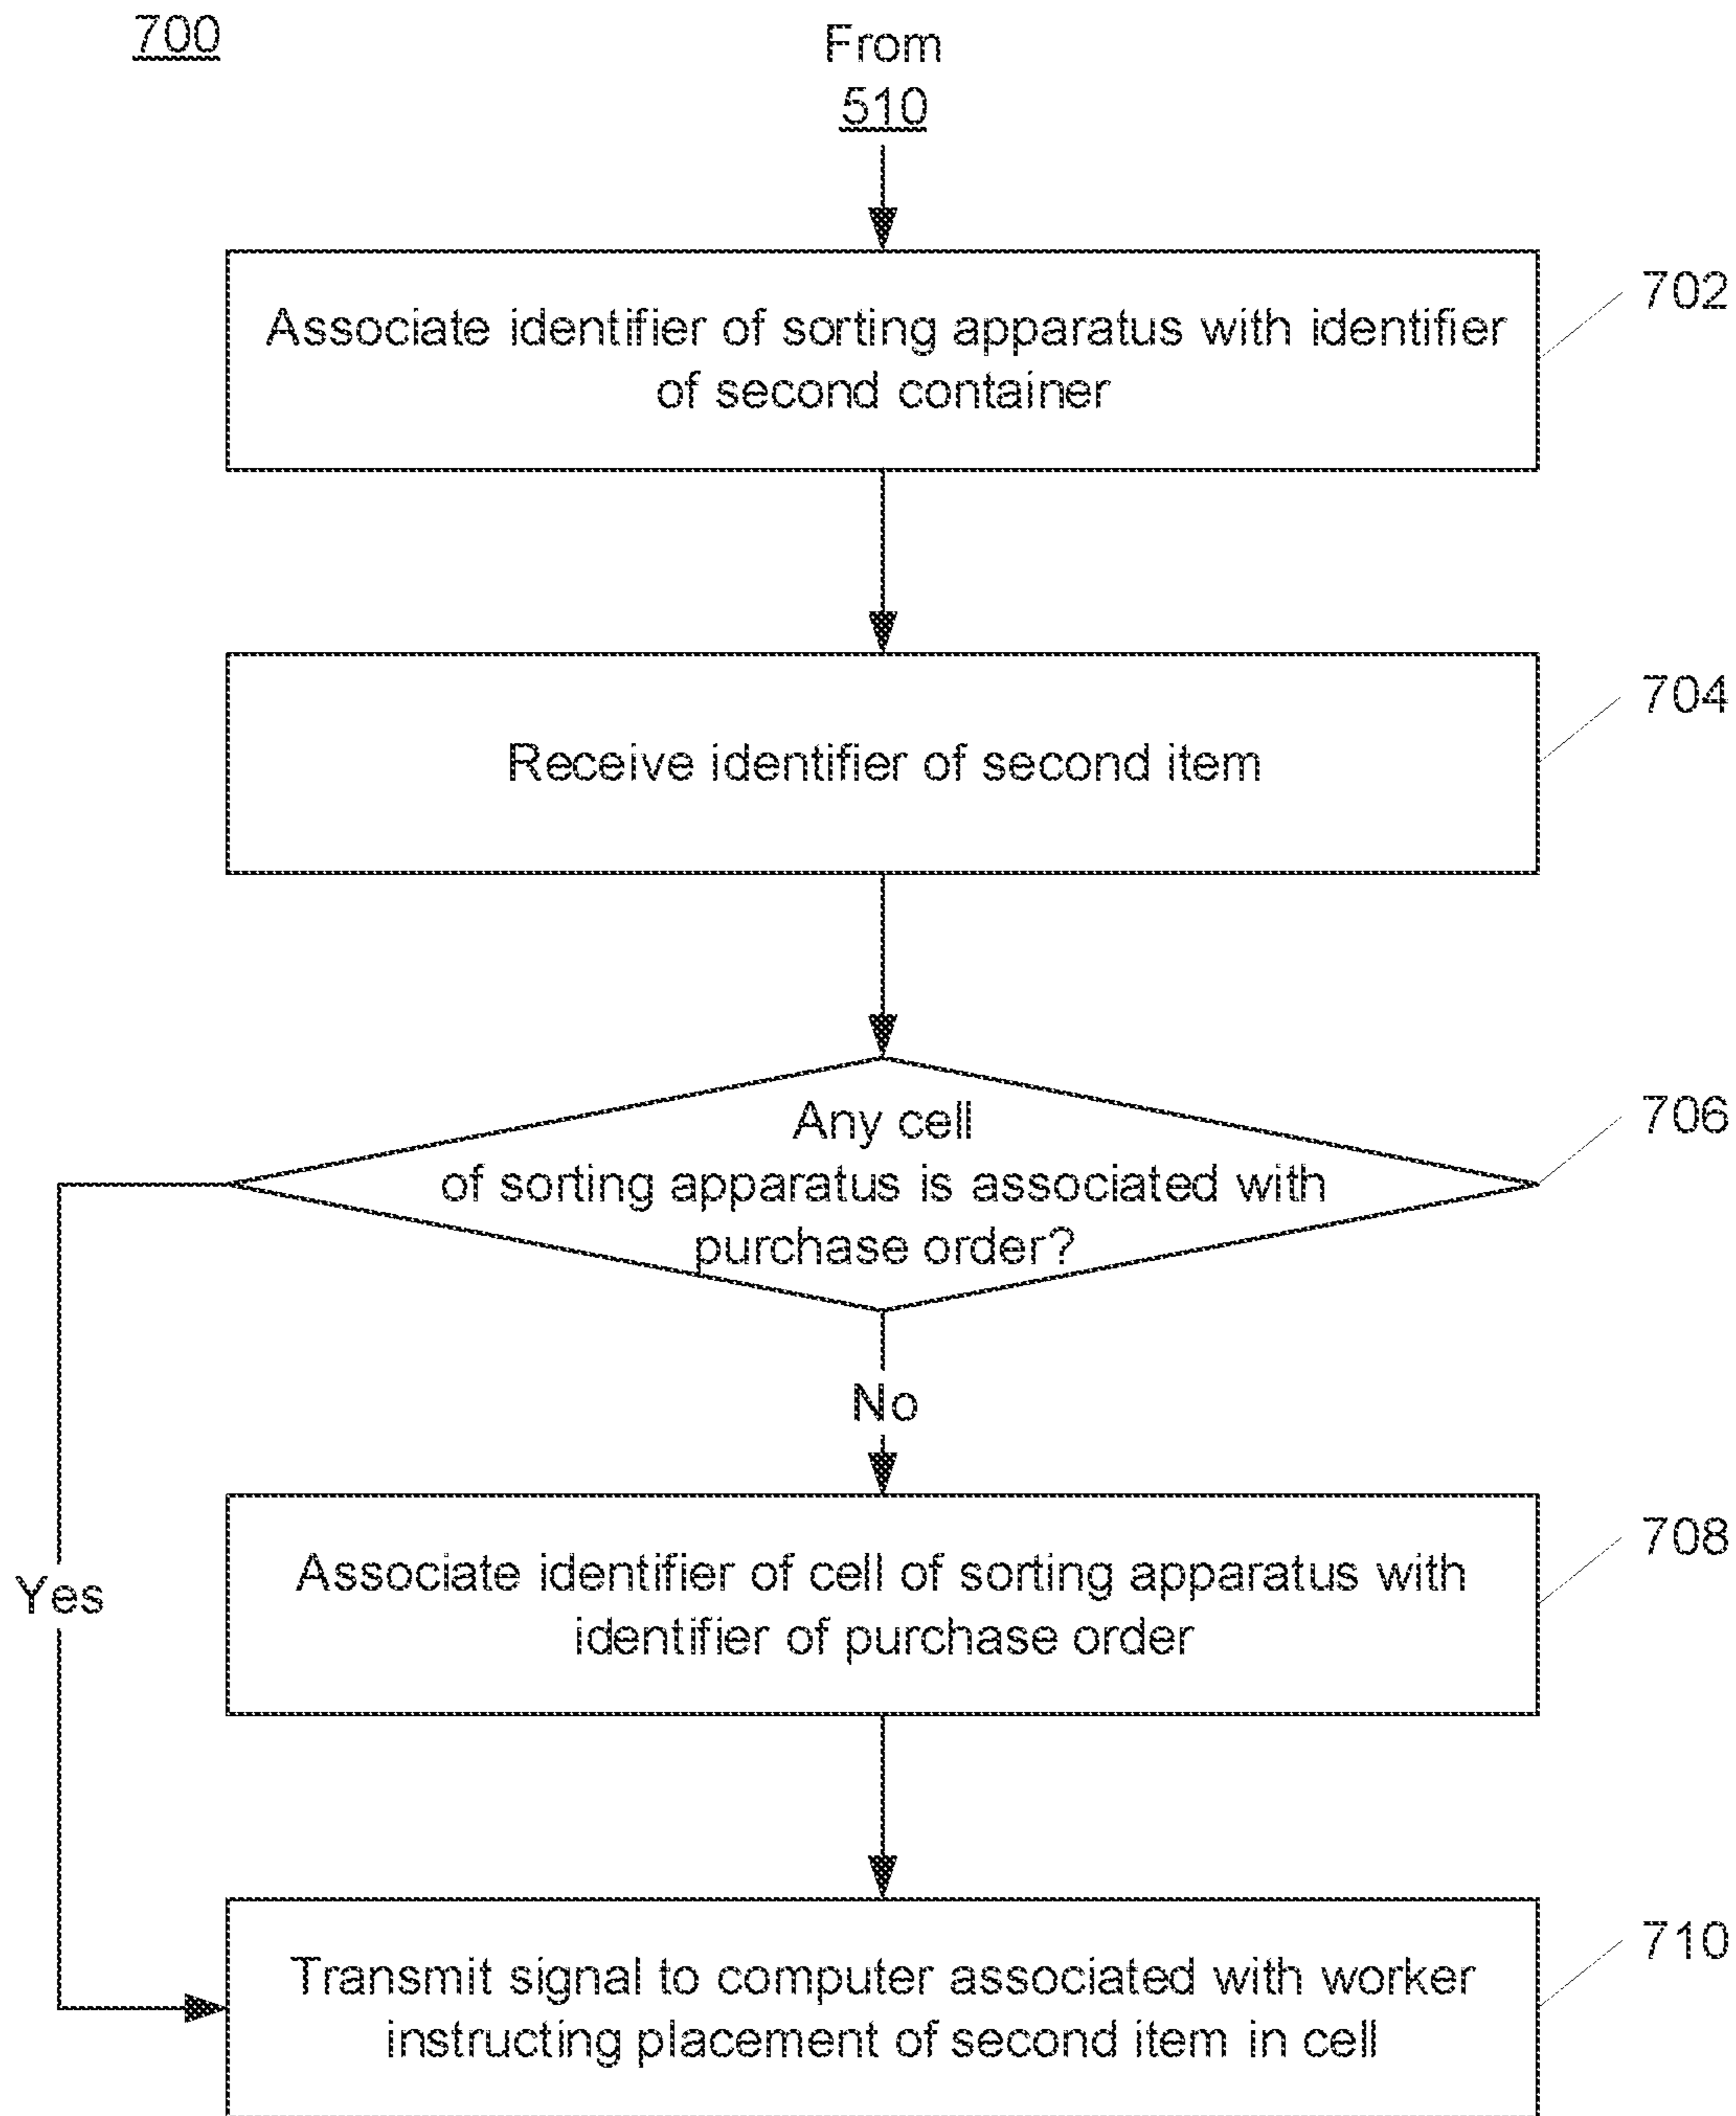 700
From
510
702
Associate identifier of sorting apparatus with identifier
of second container
704
Receive identifier of second item
706
Any cell
of sorting apparatus is associated with
purchase order?
No
708
Associate identifier of cell of sorting apparatus with
identifier of purchase order
Yes
710
Transmit signal to computer associated with worker
instructing placement of second item in cell